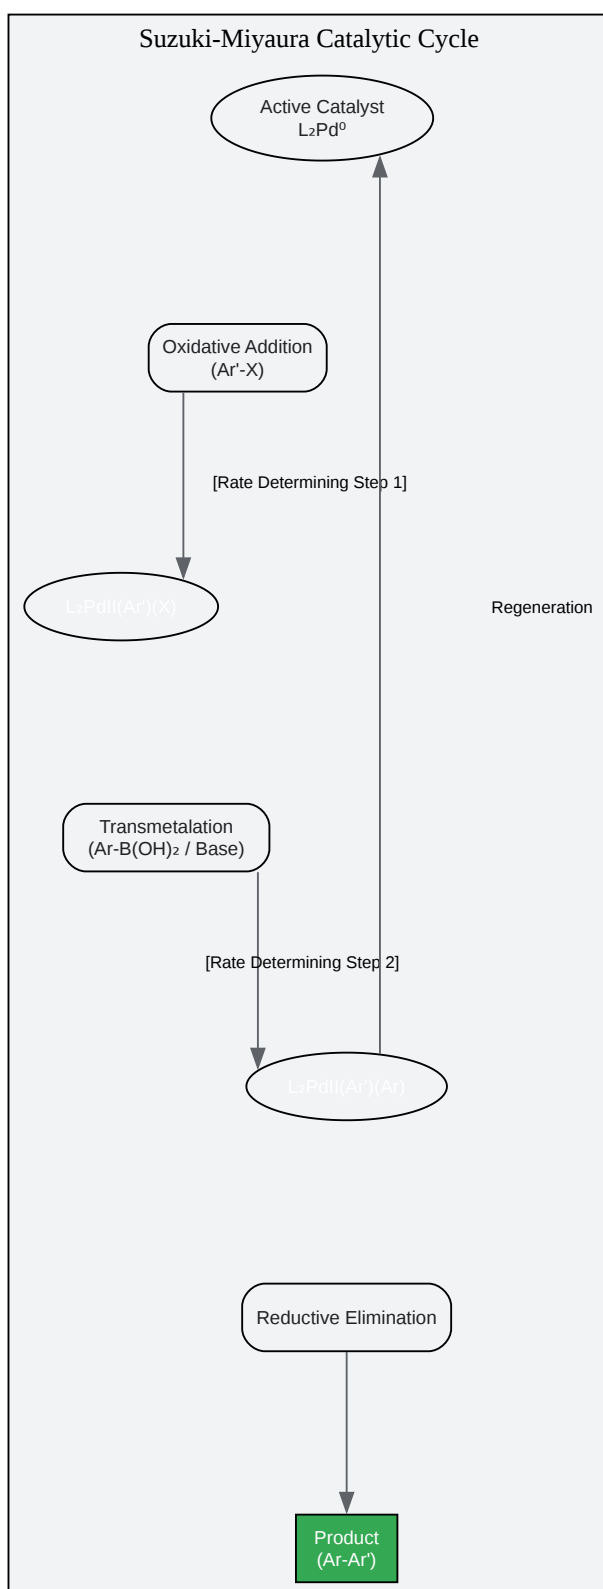 Suzuki-Miyaura Catalytic Cycle
Active Catalyst
L₂Pd⁰
Oxidative Addition
(Ar'-X)
[Rate Determining Step 1]
L₂PdII(Ar')(X)
Regeneration
Transmetalation
(Ar-B(OH)₂ / Base)
[Rate Determining Step 2]
L₂PdII(Ar')(Ar)
Reductive Elimination
Product
(Ar-Ar')